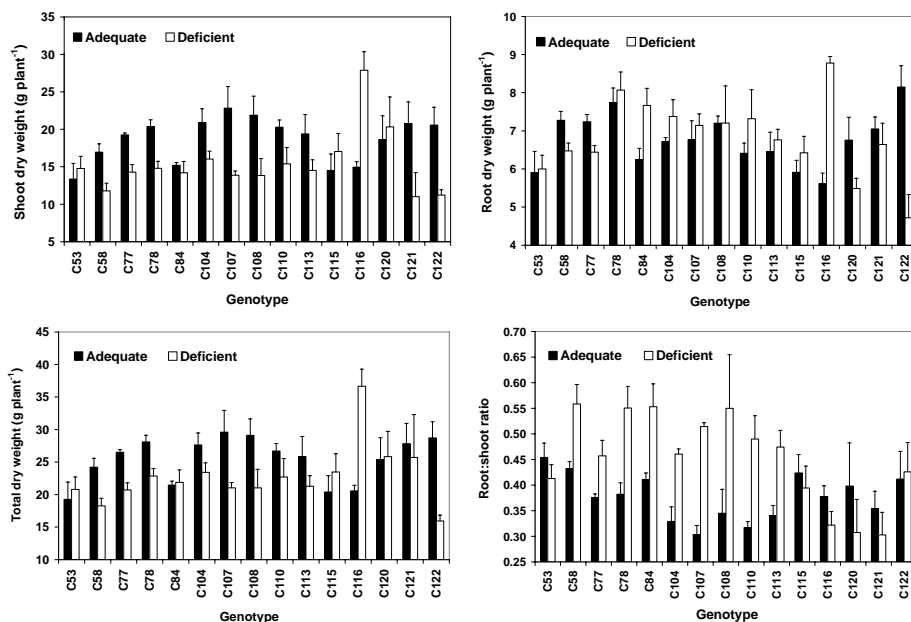 Shoot dry weight (g plant⁻¹)
35
30
25
20
15
10
5
Adequate Deficient
C53 C58 C77 C78 C84 C104 C107 C108 C110 C113 C115 C116 C120 C121 C122
Genotype
Root dry weight (g plant⁻¹)
10
9
8
7
6
5
4
Adequate Deficient
C53 C58 C77 C78 C84 C104 C107 C108 C110 C113 C115 C116 C120 C121 C122
Genotype
Total dry weight (g plant⁻¹)
45
40
35
30
25
20
15
10
Adequate Deficient
C53 C58 C77 C78 C84 C104 C107 C108 C110 C113 C115 C116 C120 C121 C122
Genotype
Root:shoot ratio
0.70
0.65
0.60
0.55
0.50
0.45
0.40
0.35
0.30
0.25
Adequate Deficient
C53 C58 C77 C78 C84 C104 C107 C108 C110 C113 C115 C116 C120 C121 C122
Genotype